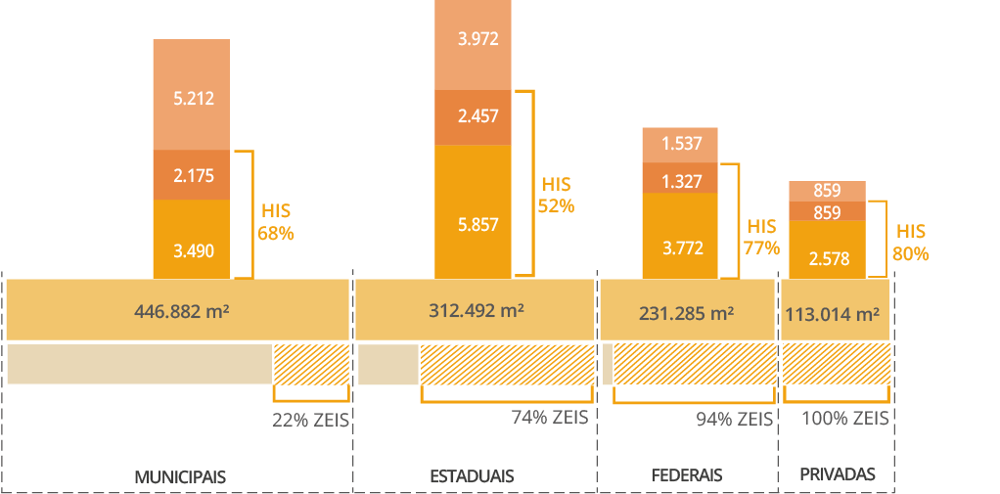 5.212
2.175
3.490
HIS
68%
3.972
2.457
5.857
HIS
52%
1.537
1.327
3.772
HIS
77%
859
859
2.578
HIS
80%
446.882 m²
312.492 m²
231.285 m²
113.014 m²
22% ZEIS
74% ZEIS
94% ZEIS
100% ZEIS
MUNICIPAIS
ESTADUAIS
FEDERAIS
PRIVADAS